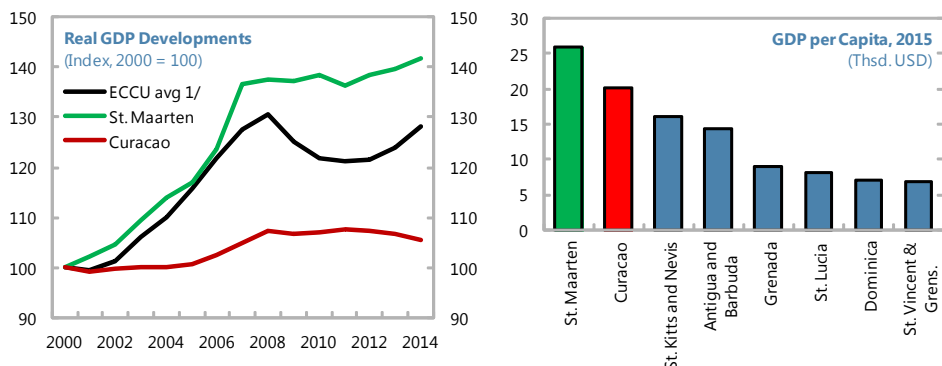 Real GDP Developments
(Index, 2000 = 100)
ECCU avg 1/
St. Maarten
Curacao
150
140
130
120
110
100
90
150
140
130
120
110
100
90
2000 2002 2004 2006 2008 2010 2012 2014
GDP per Capita, 2015
(Thsd. USD)
30
25
20
15
10
5
0
St. Maarten
Curacao
St. Kitts and Nevis
Antigua and
Barbuda
Grenada
St. Lucia
Dominica
St. Vincent &
Grens.